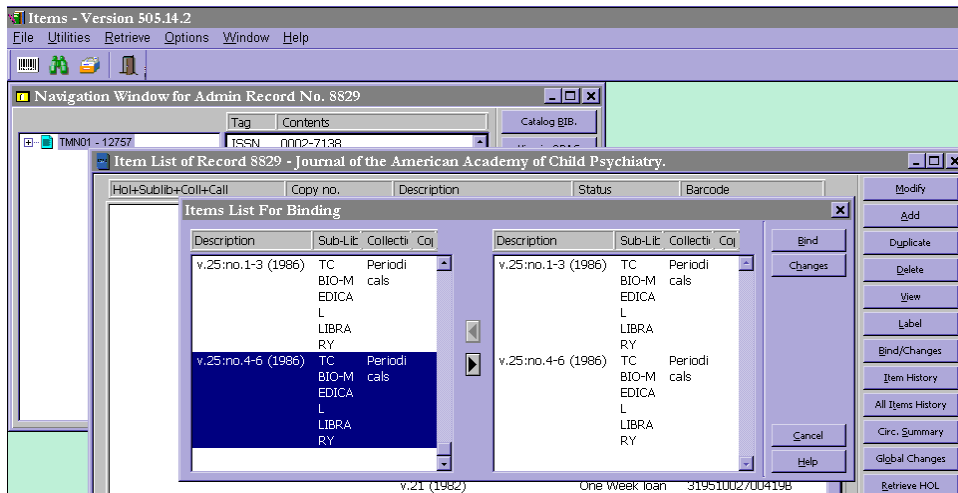 Items - Version 505.14.2
File Utilities Retrieve Options Window Help
Navigation Window for Admin Record No. 8829
Tag Contents
Catalog BIB.
TMN01 - 12757
ISSN 0002-7138
Item List of Record 8829 - Journal of the American Academy of Child Psychiatry.
Hol+Sublib+Coll+Call Copy no. Description Status Barcode
Modify
Items List For Binding
Add
Description Sub-Lib Collecti Cop
Description Sub-Lib Collecti Cop
Bind
Duplicate
v.25:no.1-3 (1986) TC Periodi
BIO-M cals
EDICA
L
LIBRA
RY
v.25:no.4-6 (1986) TC Periodi
BIO-M cals
EDICA
L
LIBRA
RY
v.25:no.1-3 (1986) TC Periodi
BIO-M cals
EDICA
L
LIBRA
RY
v.25:no.4-6 (1986) TC Periodi
BIO-M cals
EDICA
L
LIBRA
RY
Changes
Cancel
Help
Delete
View
Label
Bind/Changes
Item History
All Items History
Circ. Summary
Global Changes
Retrieve HOL
v.21 (1982) One Week loan 31951002700419B